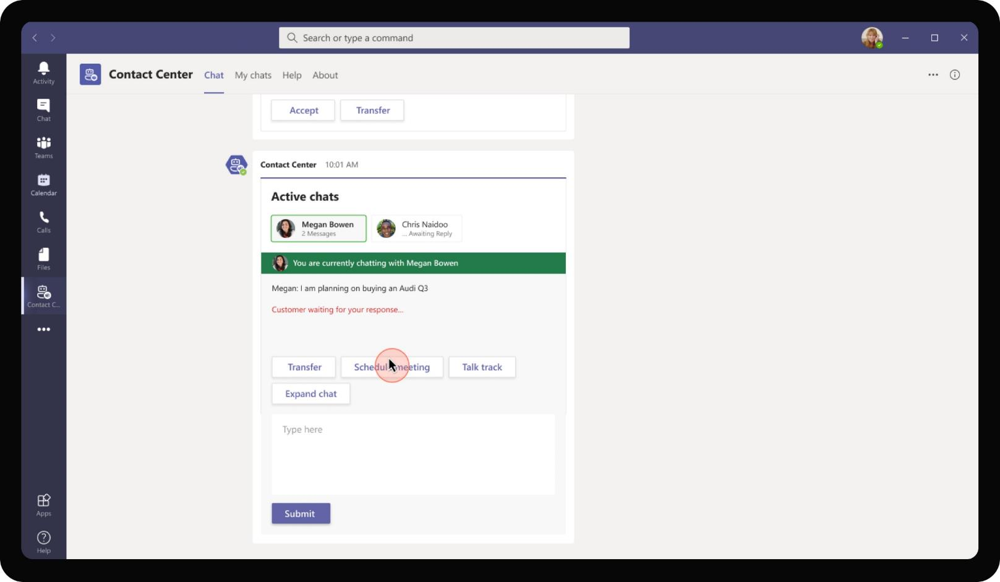 Search or type a command
Activity
Chat
Teams
Calendar
Calls
Files
Contact C...
Apps
Help
Contact Center Chat My chats Help About
Accept Transfer
Contact Center 10:01 AM
Active chats
Megan Bowen
2 Messages
Chris Naidoo
... Awaiting Reply
You are currently chatting with Megan Bowen
Megan: I am planning on buying an Audi Q3
Customer waiting for your response...
Transfer Schedule meeting Talk track
Expand chat
Type here
Submit